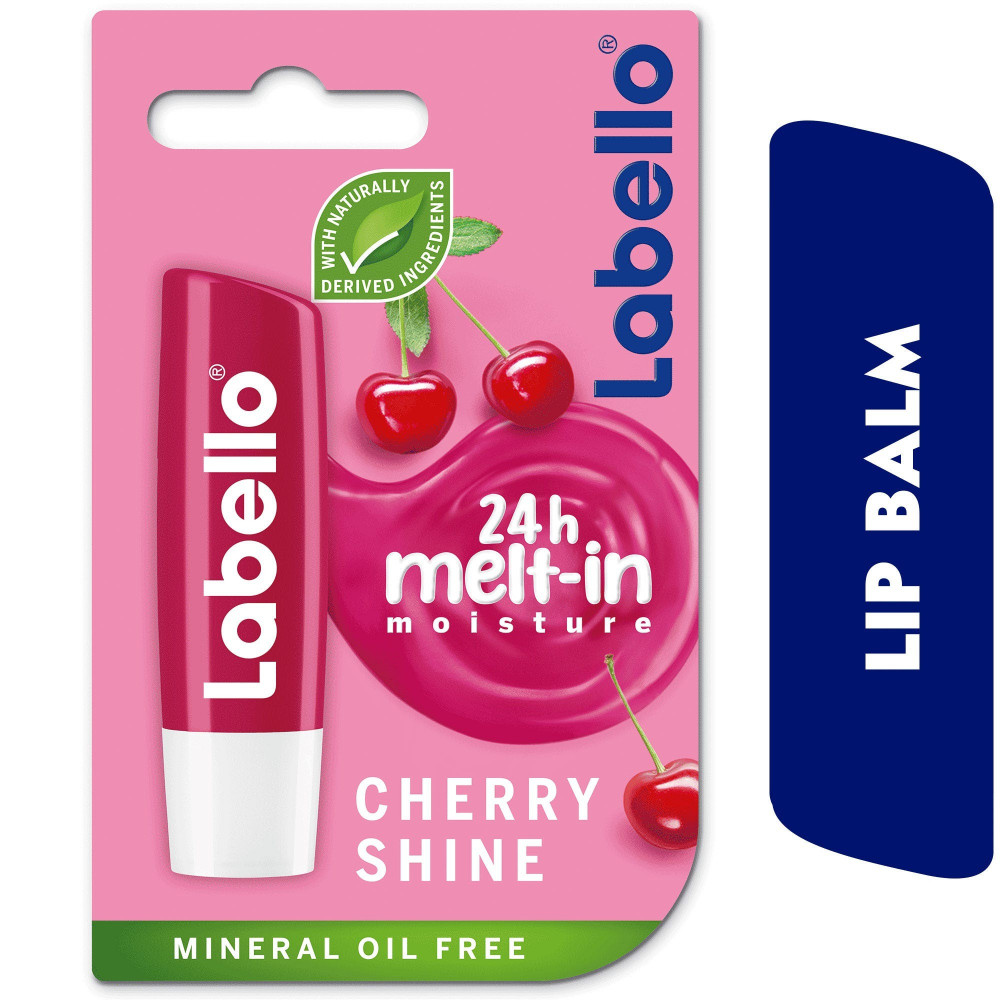 Labello®
WITH NATURALLY
DERIVED INGREDIENTS
Labello®
24h
melt-in
moisture
CHERRY
SHINE
MINERAL OIL FREE
LIP BALM